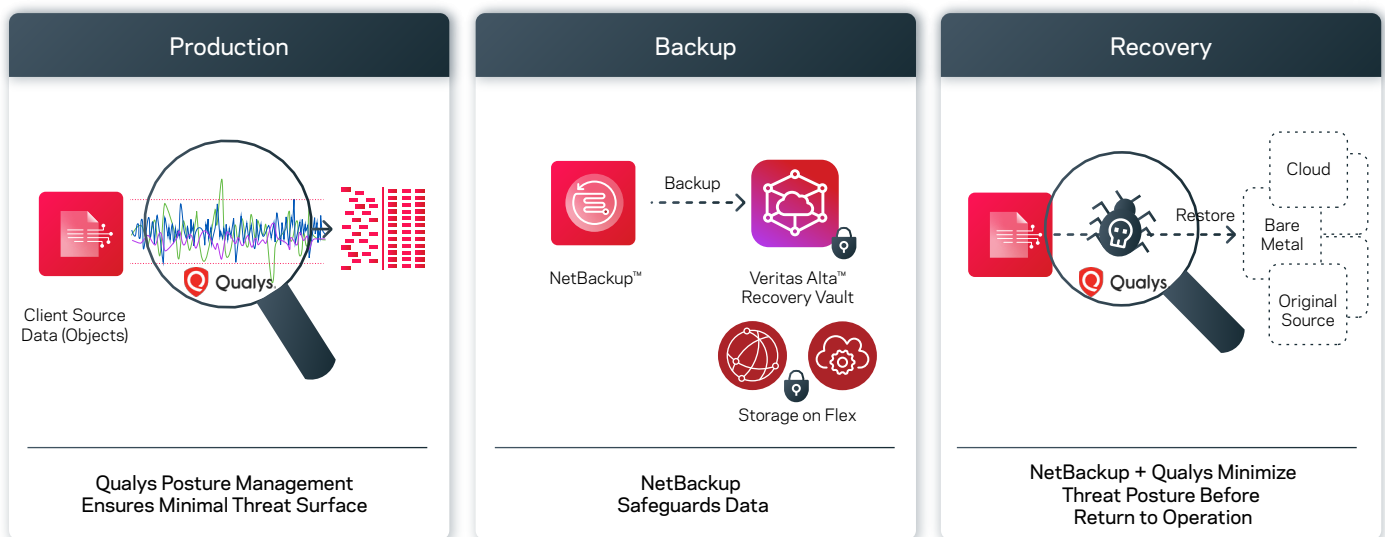 Production
Qualys.
Client Source
Data (Objects)
Qualys Posture Management
Ensures Minimal Threat Surface
Backup
Backup
NetBackup™
Veritas Alta™
Recovery Vault
Storage on Flex
NetBackup
Safeguards Data
Recovery
Cloud
Restore
Bare
Metal
Qualys
Original
Source
NetBackup + Qualys Minimize
Threat Posture Before
Return to Operation